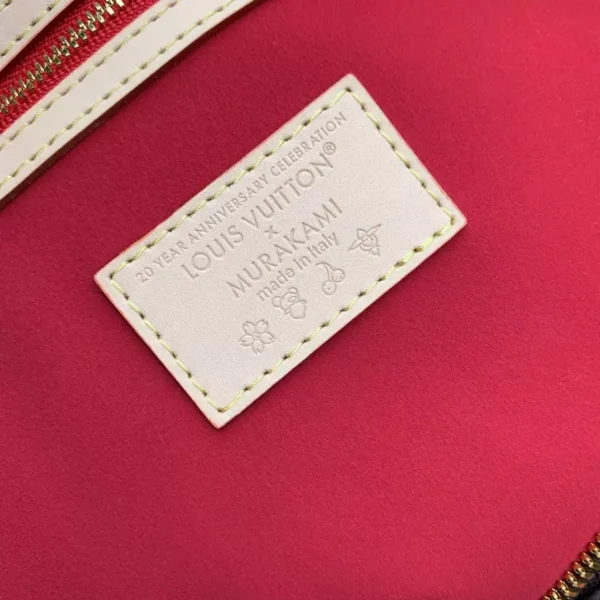 20 YEAR ANNIVERSARY CELEBRATION
LOUIS VUITTON®
×
MURAKAMI
made in Italy